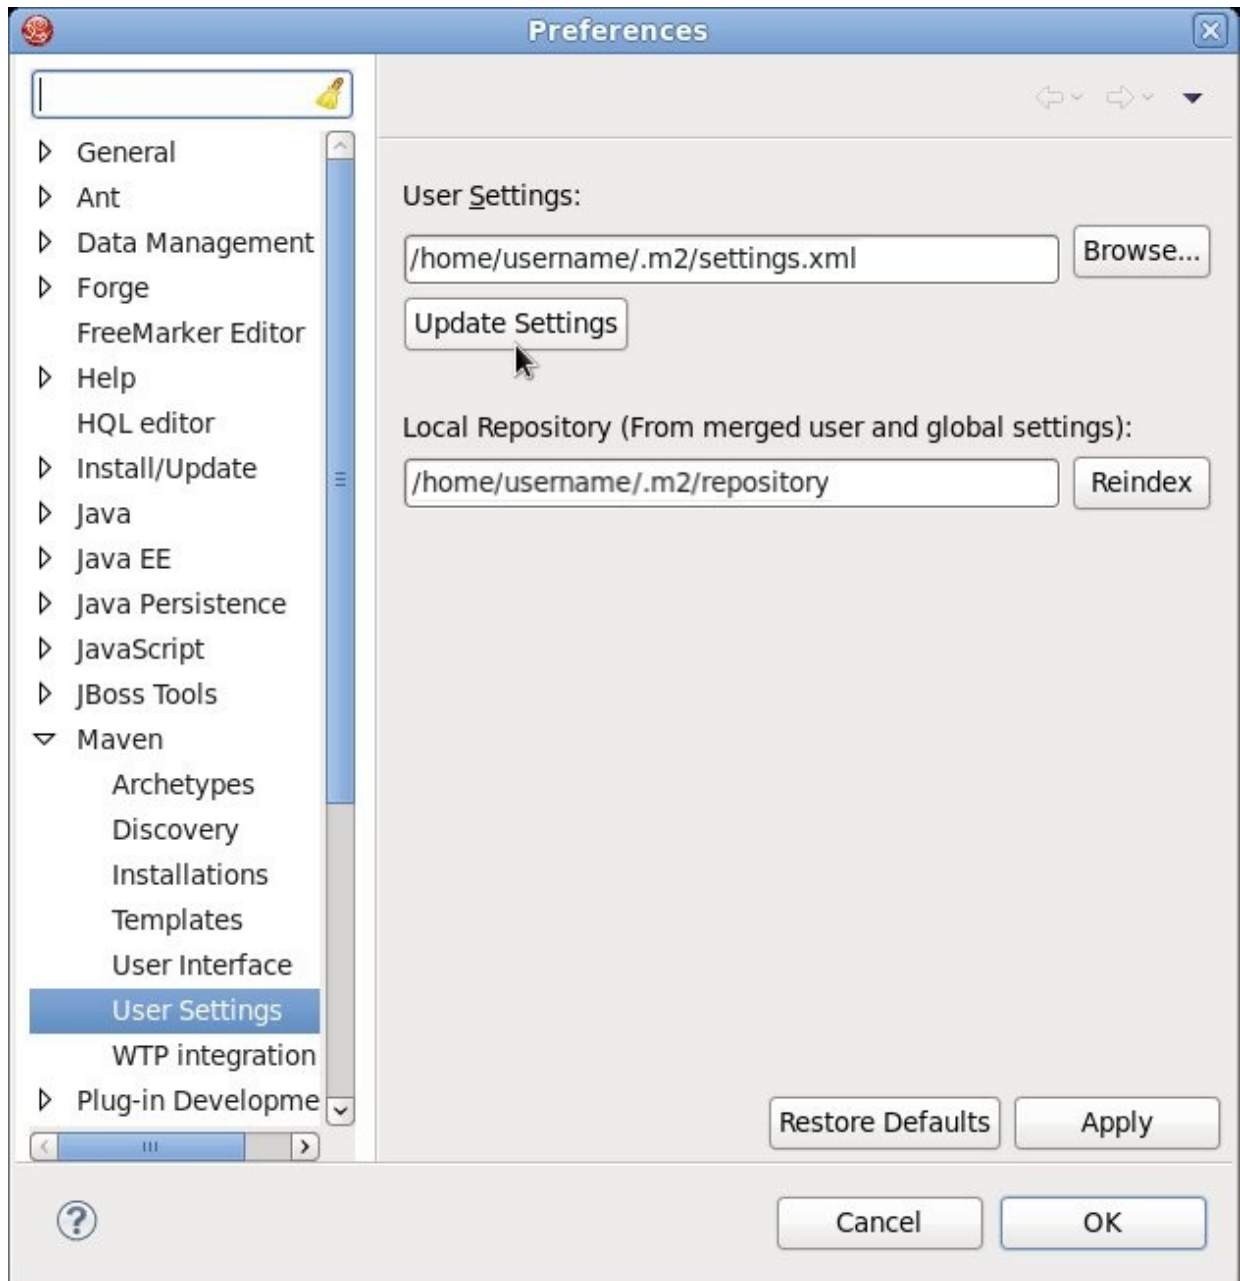 Preferences
General
Ant
Data Management
Forge
FreeMarker Editor
Help
HQL editor
Install/Update
Java
Java EE
Java Persistence
JavaScript
JBoss Tools
Maven
Archetypes
Discovery
Installations
Templates
User Interface
User Settings
WTP integration
Plug-in Developme
User Settings:
/home/username/.m2/settings.xml
Browse...
Update Settings
Local Repository (From merged user and global settings):
/home/username/.m2/repository
Reindex
Restore Defaults
Apply
?
Cancel
OK